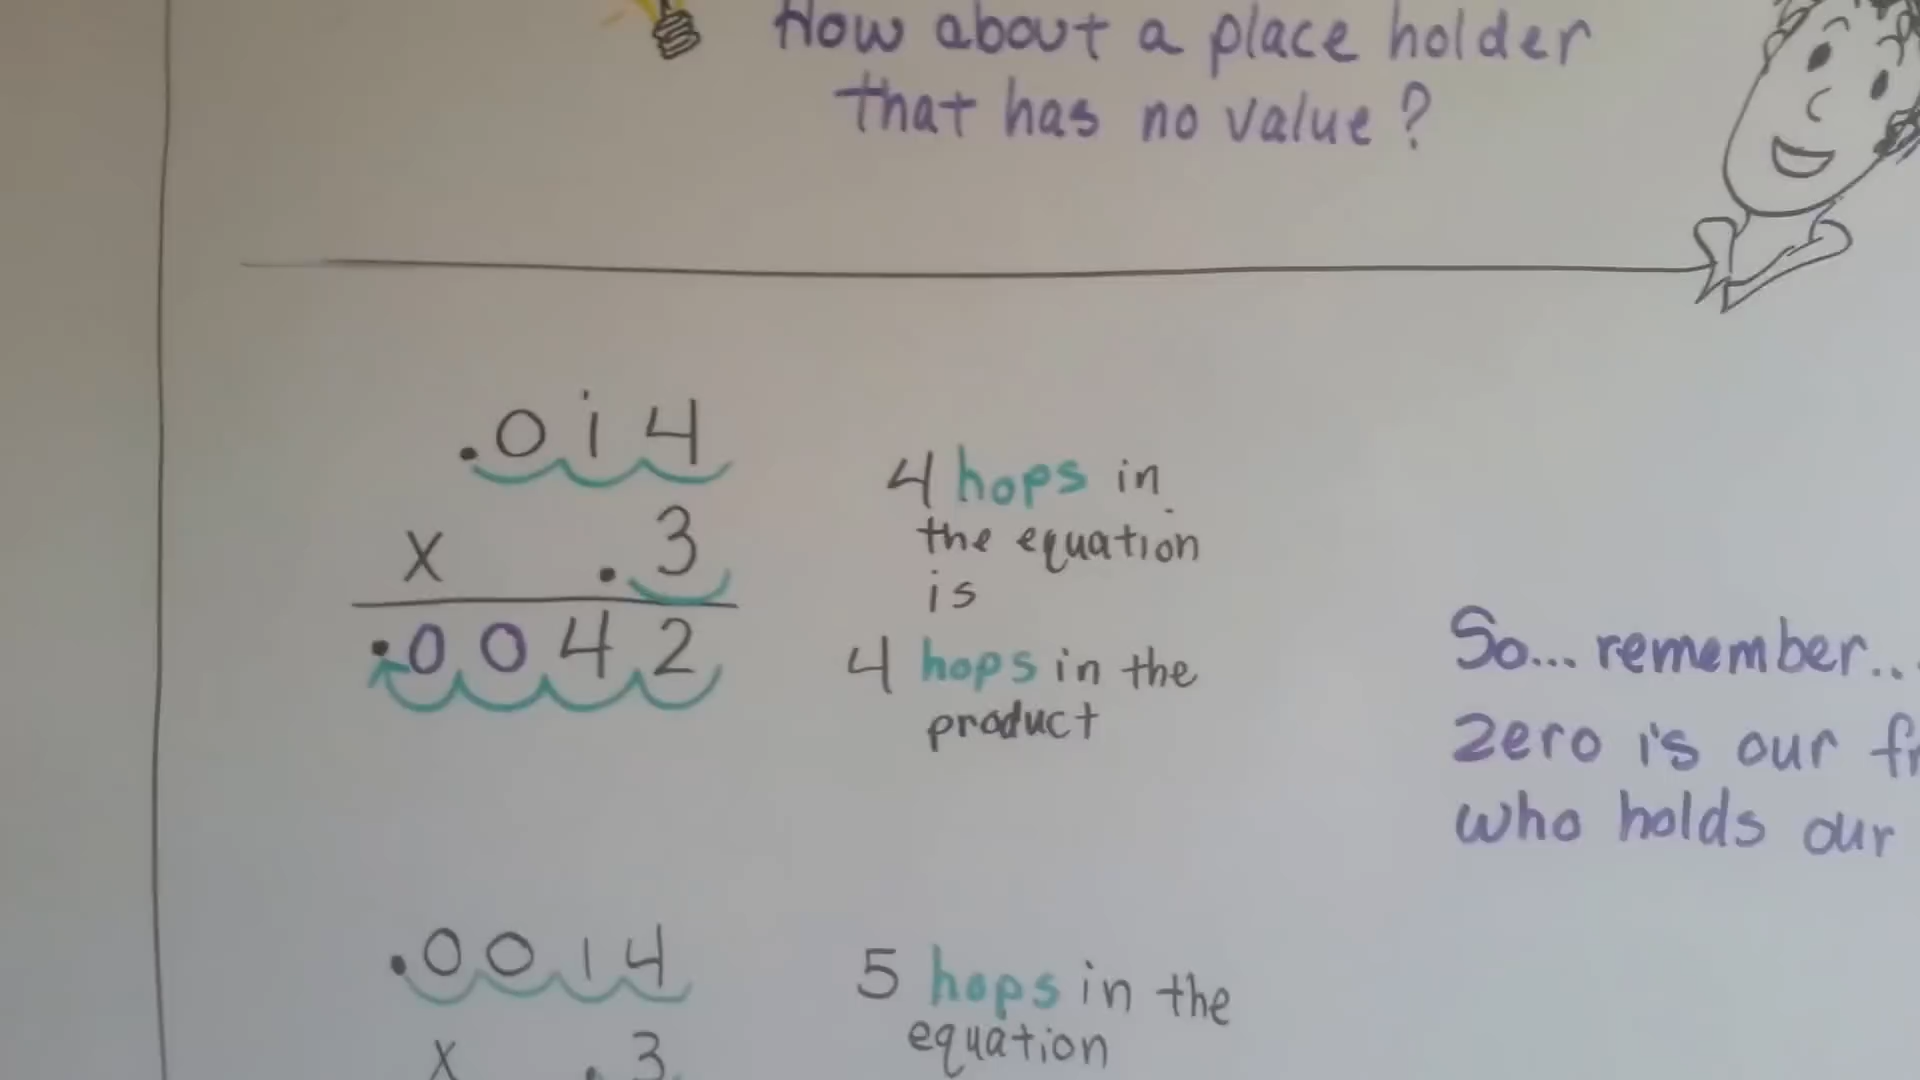 How about a place holder
that has no value?
.014
x .3
.0042
4 hops in
the equation
is
4 hops in the
product
So... remember...
zero is our
who holds our
.0014
x .3
5 hops in the
equation